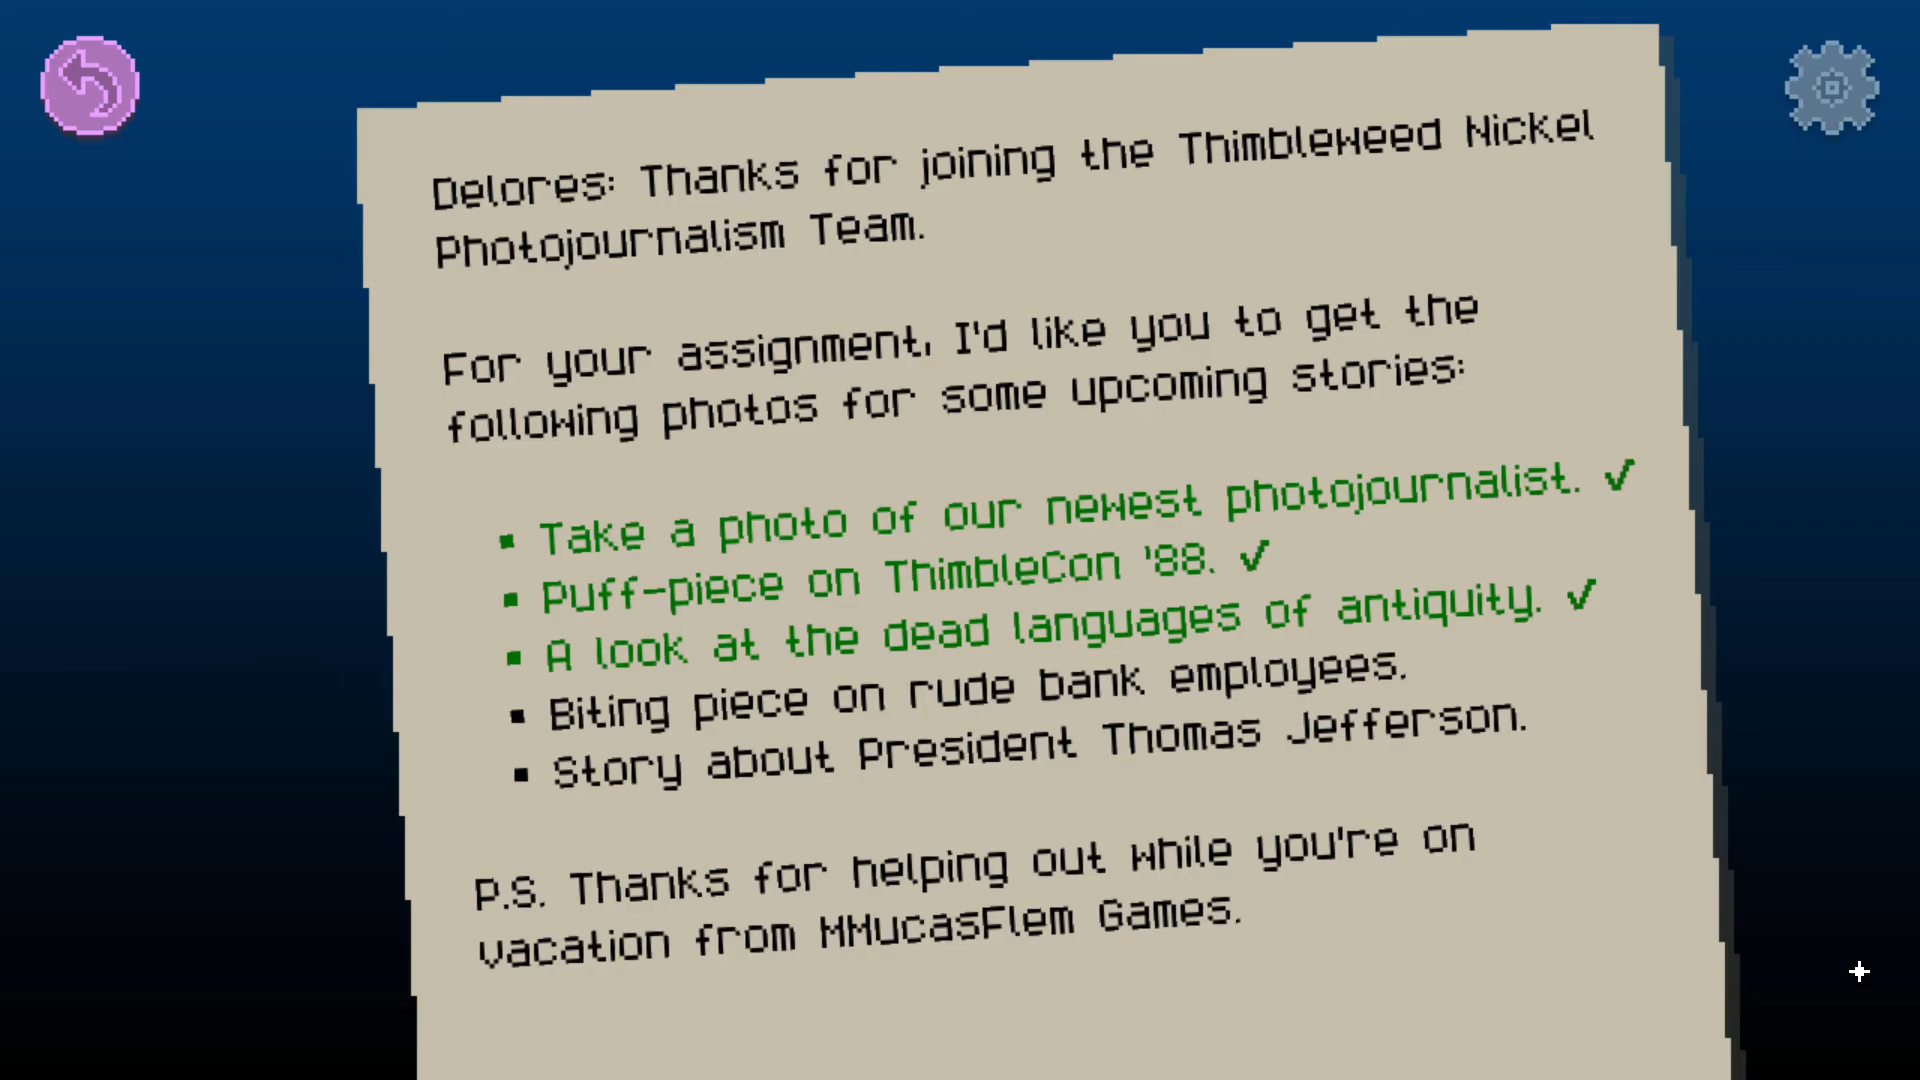 Delores: Thanks for joining the Thimbleweed Nickel
Photojournalism Team.
For your assignment, I'd like you to get the
following photos for some upcoming stories:
▪ Take a photo of our newest photojournalist. ✓
▪ Puff-piece on ThimbleCon '88. ✓
▪ A look at the dead languages of antiquity. ✓
▪ Biting piece on rude bank employees.
▪ Story about President Thomas Jefferson.
P.S. Thanks for helping out while you're on
vacation from MMucasFlem Games.